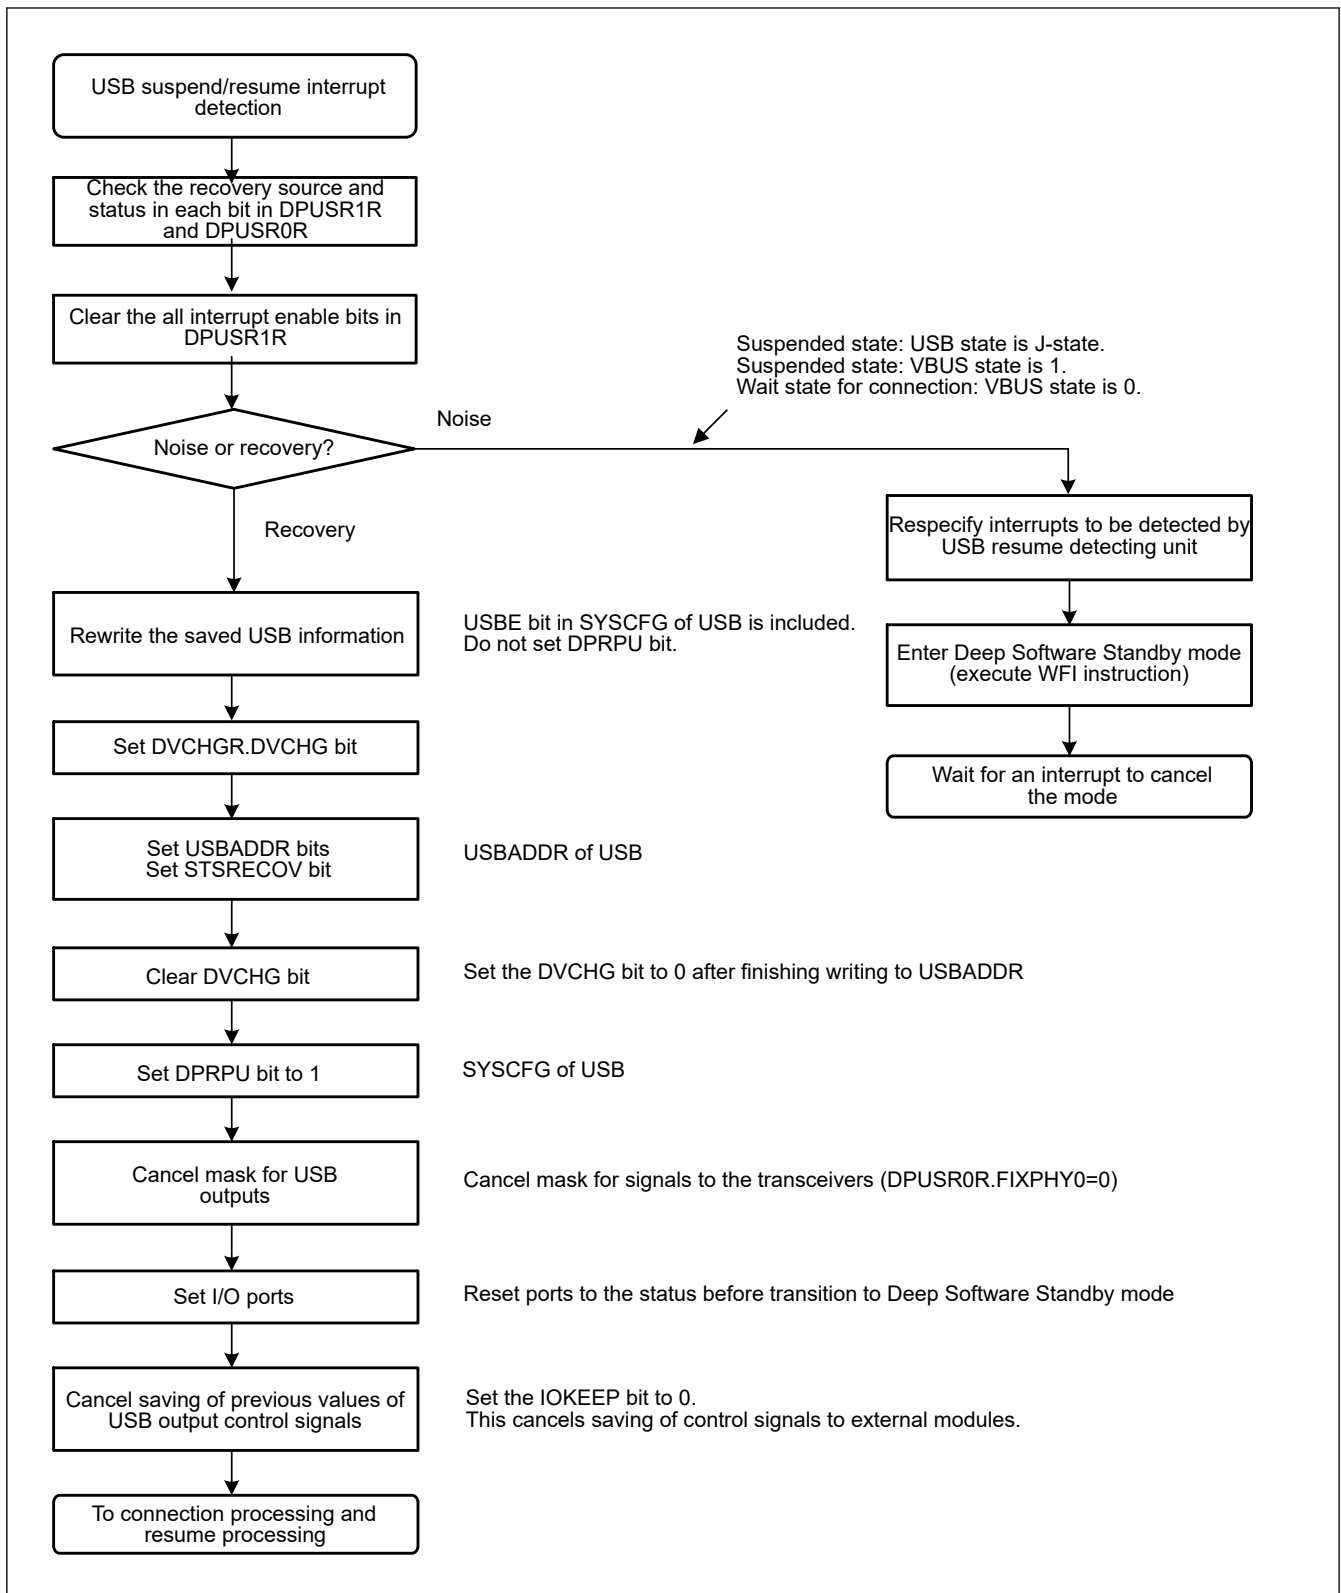 USB suspend/resume interrupt
detection
Check the recovery source and
status in each bit in DPUSR1R
and DPUSR0R
Clear the all interrupt enable bits in
DPUSR1R
Suspended state: USB state is J-state.
Suspended state: VBUS state is 1.
Wait state for connection: VBUS state is 0.
Noise
Noise or recovery?
Recovery
Respecify interrupts to be detected by
USB resume detecting unit
Enter Deep Software Standby mode
(execute WFI instruction)
Wait for an interrupt to cancel
the mode
Rewrite the saved USB information
USBE bit in SYSCFG of USB is included.
Do not set DPRPU bit.
Set DVCHGR.DVCHG bit
Set USBADDR bits
Set STSRECOV bit
USBADDR of USB
Clear DVCHG bit
Set the DVCHG bit to 0 after finishing writing to USBADDR
Set DPRPU bit to 1
SYSCFG of USB
Cancel mask for USB
outputs
Cancel mask for signals to the transceivers (DPUSR0R.FIXPHY0=0)
Set I/O ports
Reset ports to the status before transition to Deep Software Standby mode
Cancel saving of previous values of
USB output control signals
Set the IOKEEP bit to 0.
This cancels saving of control signals to external modules.
To connection processing and
resume processing